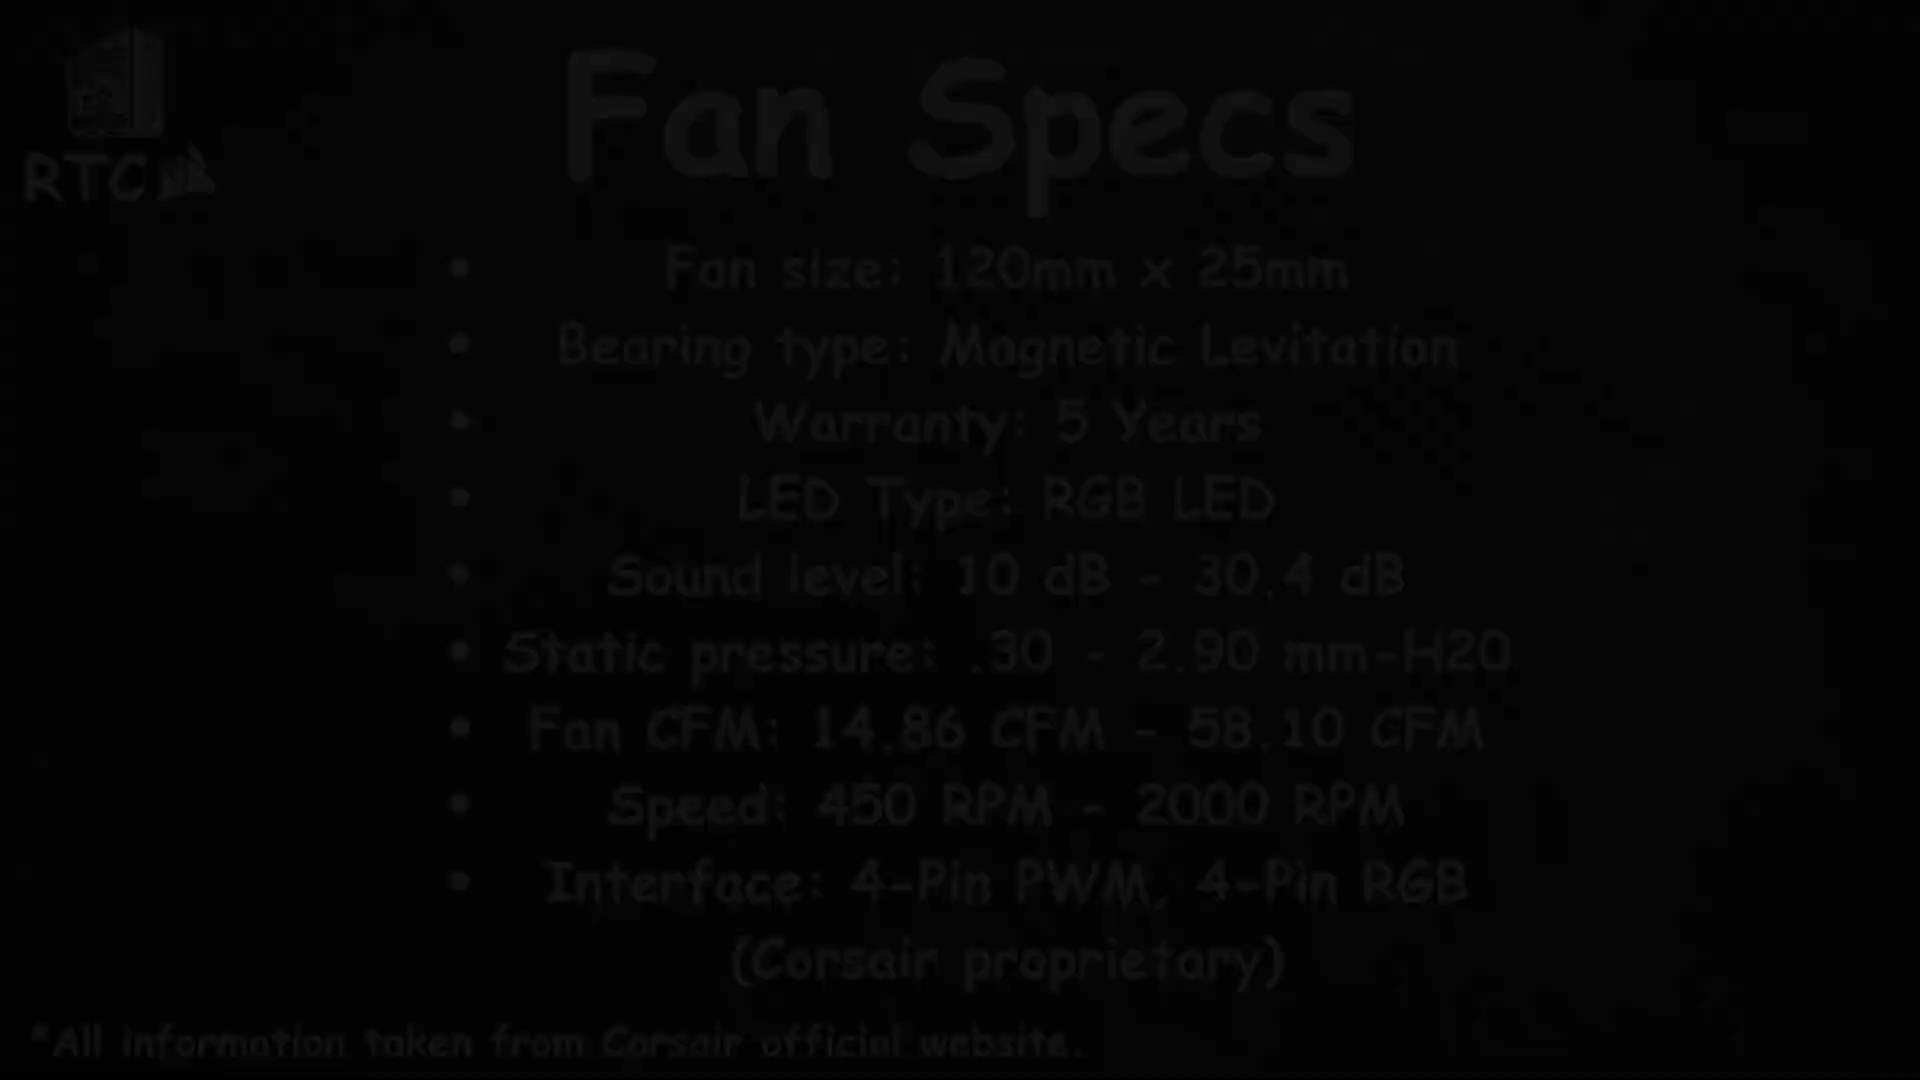 RTC
Fan Specs
• Fan size: 120mm x 25mm
• Bearing type: Magnetic Levitation
• Warranty: 5 Years
• LED Type: RGB LED
• Sound level: 10 dB - 30.4 dB
• Static pressure: .30 - 2.90 mm-H20
• Fan CFM: 14.86 CFM - 58.10 CFM
• Speed: 450 RPM - 2000 RPM
• Interface: 4-Pin PWM, 4-Pin RGB
(Corsair proprietary)
*All information taken from Corsair official website.